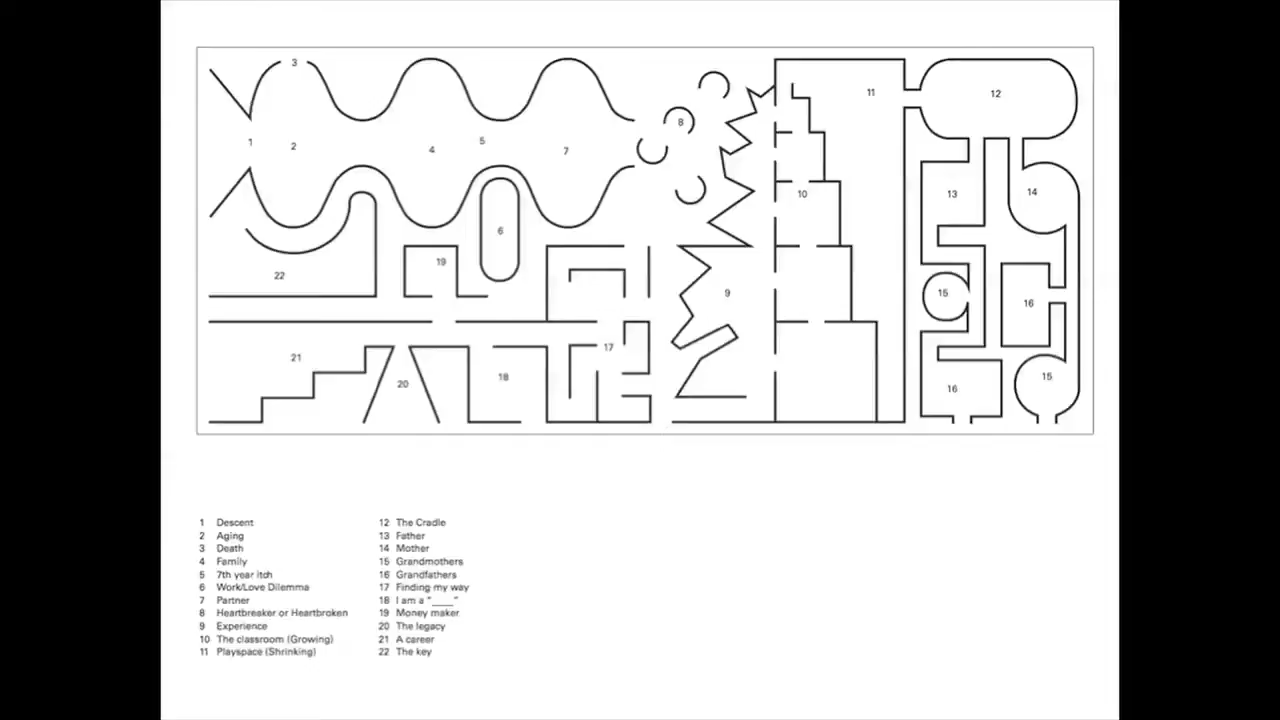 3
12
11
8
1
2
4
5
7
13
14
10
6
19
22
9
15
16
17
21
20
18
16
15
1 Descent
2 Aging
3 Death
4 Family
5 7th year itch
6 Work/Love Dilemma
7 Partner
8 Heartbreaker or Heartbroken
9 Experience
10 The classroom (Growing)
11 Playspace (Shrinking)
12 The Cradle
13 Father
14 Mother
15 Grandmothers
16 Grandfathers
17 Finding my way
18 I am a "____"
19 Money maker
20 The legacy
21 A career
22 The key